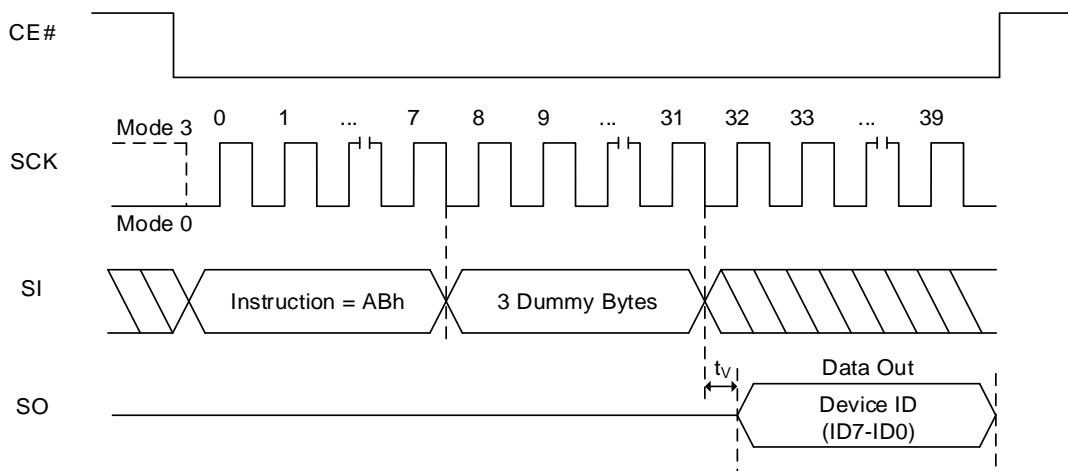 CE#
Mode 3
0 1 ... 7 8 9 ... 31 32 33 ... 39
SCK
Mode 0
SI
Instruction = ABh
3 Dummy Bytes
tV
Data Out
SO
Device ID
(ID7-ID0)